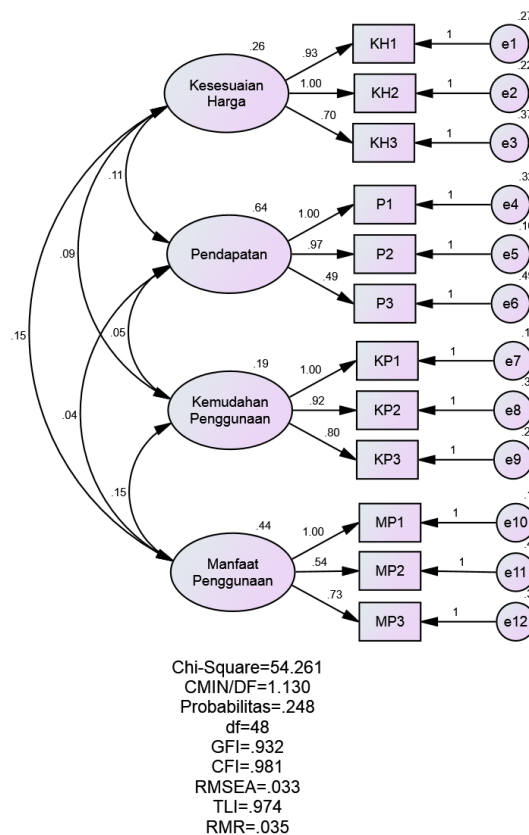 .26
Kesesuaian
Harga
.93
1.00
.70
KH1
KH2
KH3
1
1
1
e1
e2
e3
.22
.11
.64
Pendapatan
1.00
.97
.49
P1
P2
P3
1
1
1
e4
e5
e6
.09
.05
.15
.04
.15
.19
Kemudahan
Penggunaan
1.00
.92
.80
KP1
KP2
KP3
1
1
1
e7
e8
e9
.44
Manfaat
Penggunaan
1.00
.54
.73
MP1
MP2
MP3
1
1
1
e10
e11
e12
Chi-Square=54.261
CMIN/DF=1.130
Probabilitas=.248
df=48
GFI=.932
CFI=.981
RMSEA=.033
TLI=.974
RMR=.035